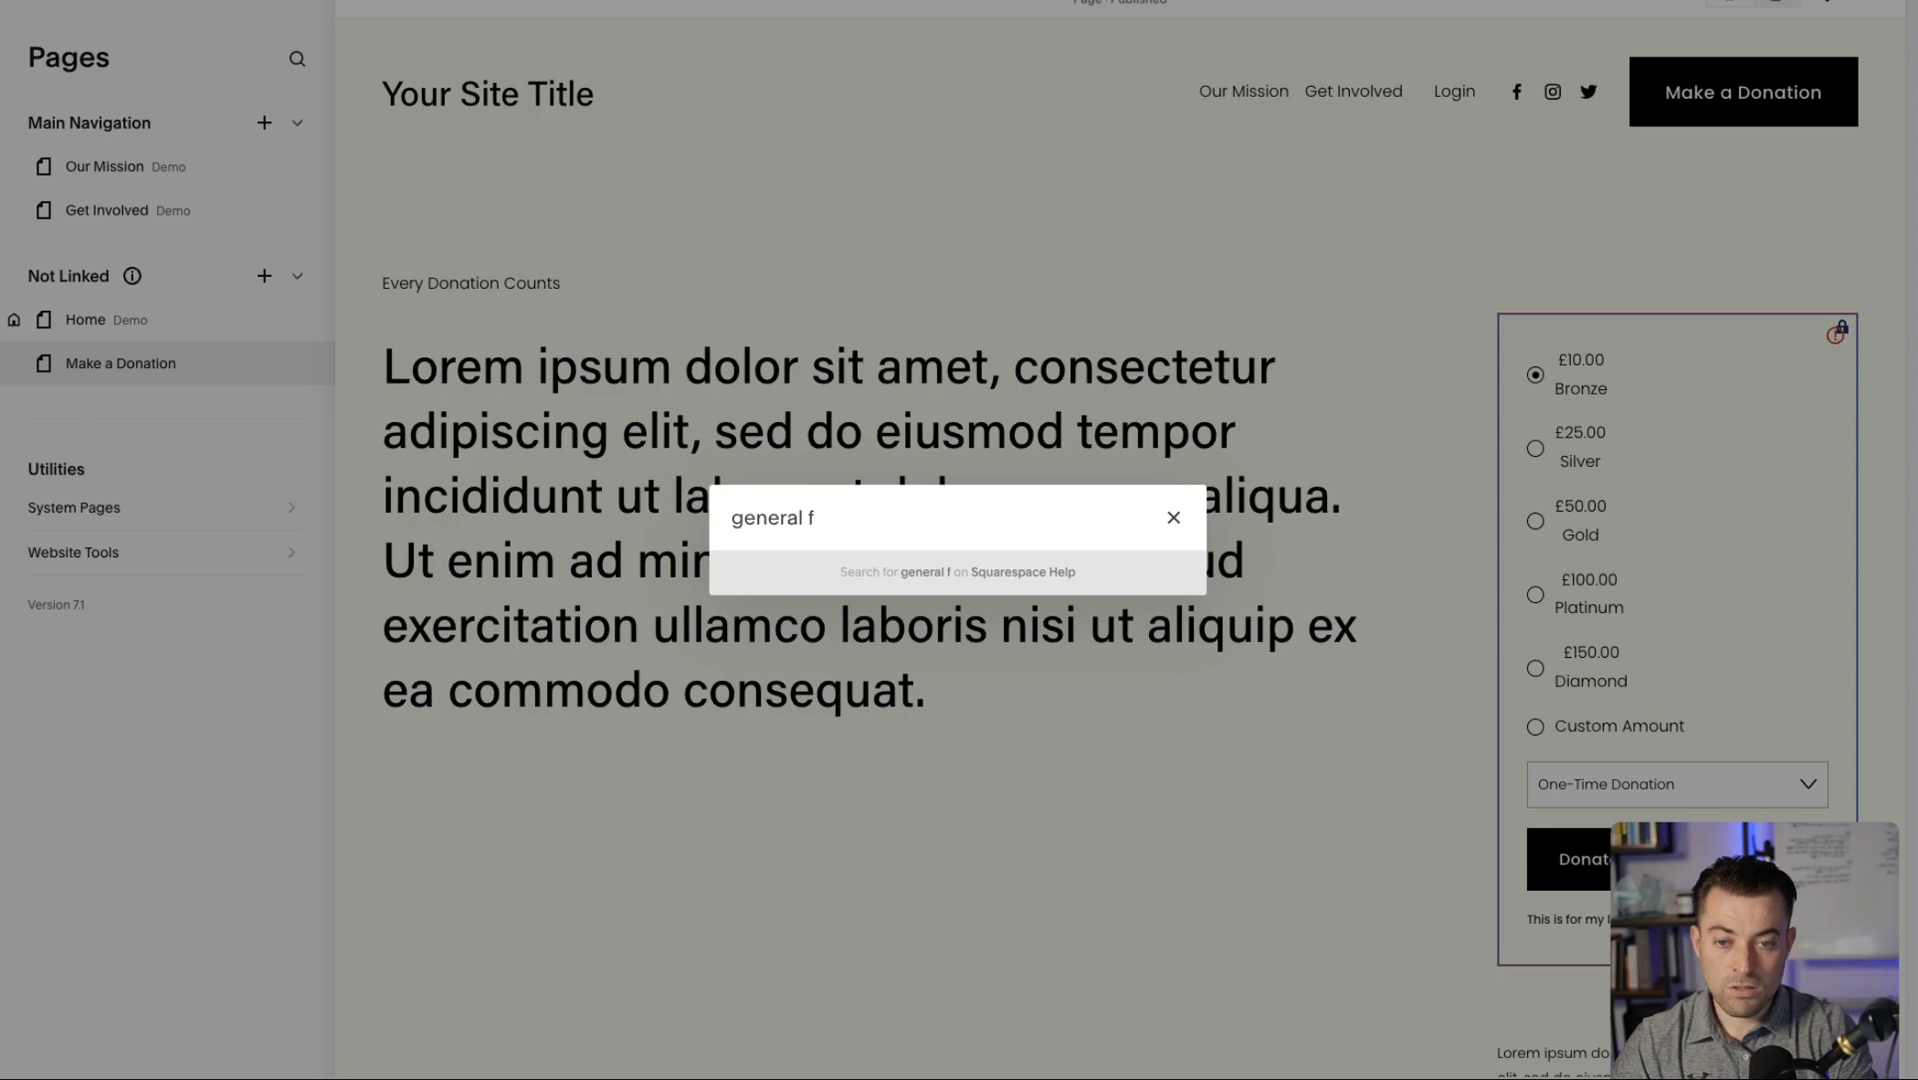 Page · Published
Pages
Main Navigation
Our Mission Demo
Get Involved Demo
Not Linked
Home Demo
Make a Donation
Utilities
System Pages
Website Tools
Version 7.1
Your Site Title
Our Mission
Get Involved
Login
Make a Donation
Every Donation Counts
Lorem ipsum dolor sit amet, consectetur
adipiscing elit, sed do eiusmod tempor
incididunt ut la aliqua.
Ut enim ad min ud
exercitation ullamco laboris nisi ut aliquip ex
ea commodo consequat.
general f
Search for general f on Squarespace Help
£10.00
Bronze
£25.00
Silver
£50.00
Gold
£100.00
Platinum
£150.00
Diamond
Custom Amount
One-Time Donation
Donat
This is for my l
Lorem ipsum do